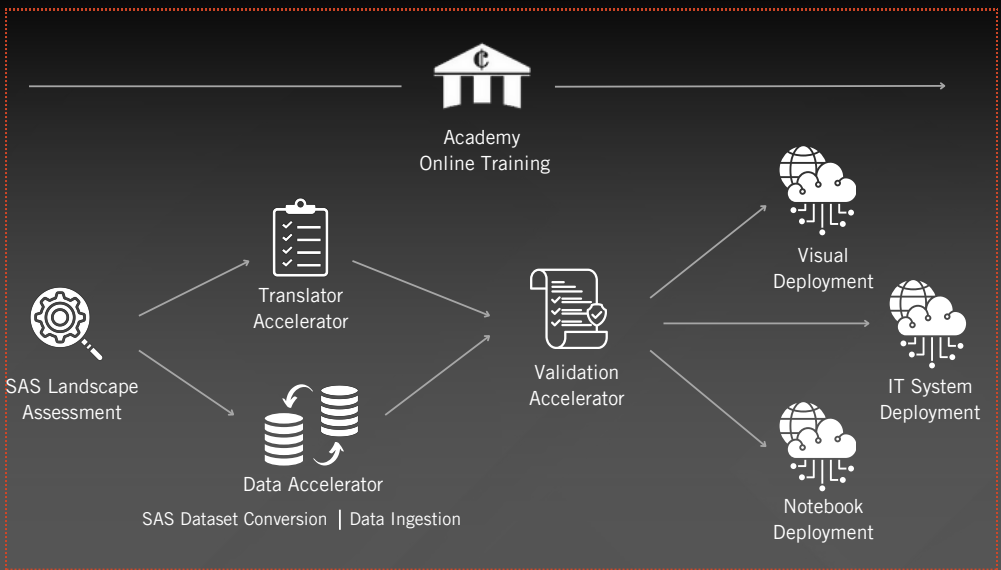 Academy
Online Training
Visual
Deployment
Translator
Accelerator
Validation
Accelerator
SAS Landscape
Assessment
IT System
Deployment
Data Accelerator
SAS Dataset Conversion | Data Ingestion
Notebook
Deployment